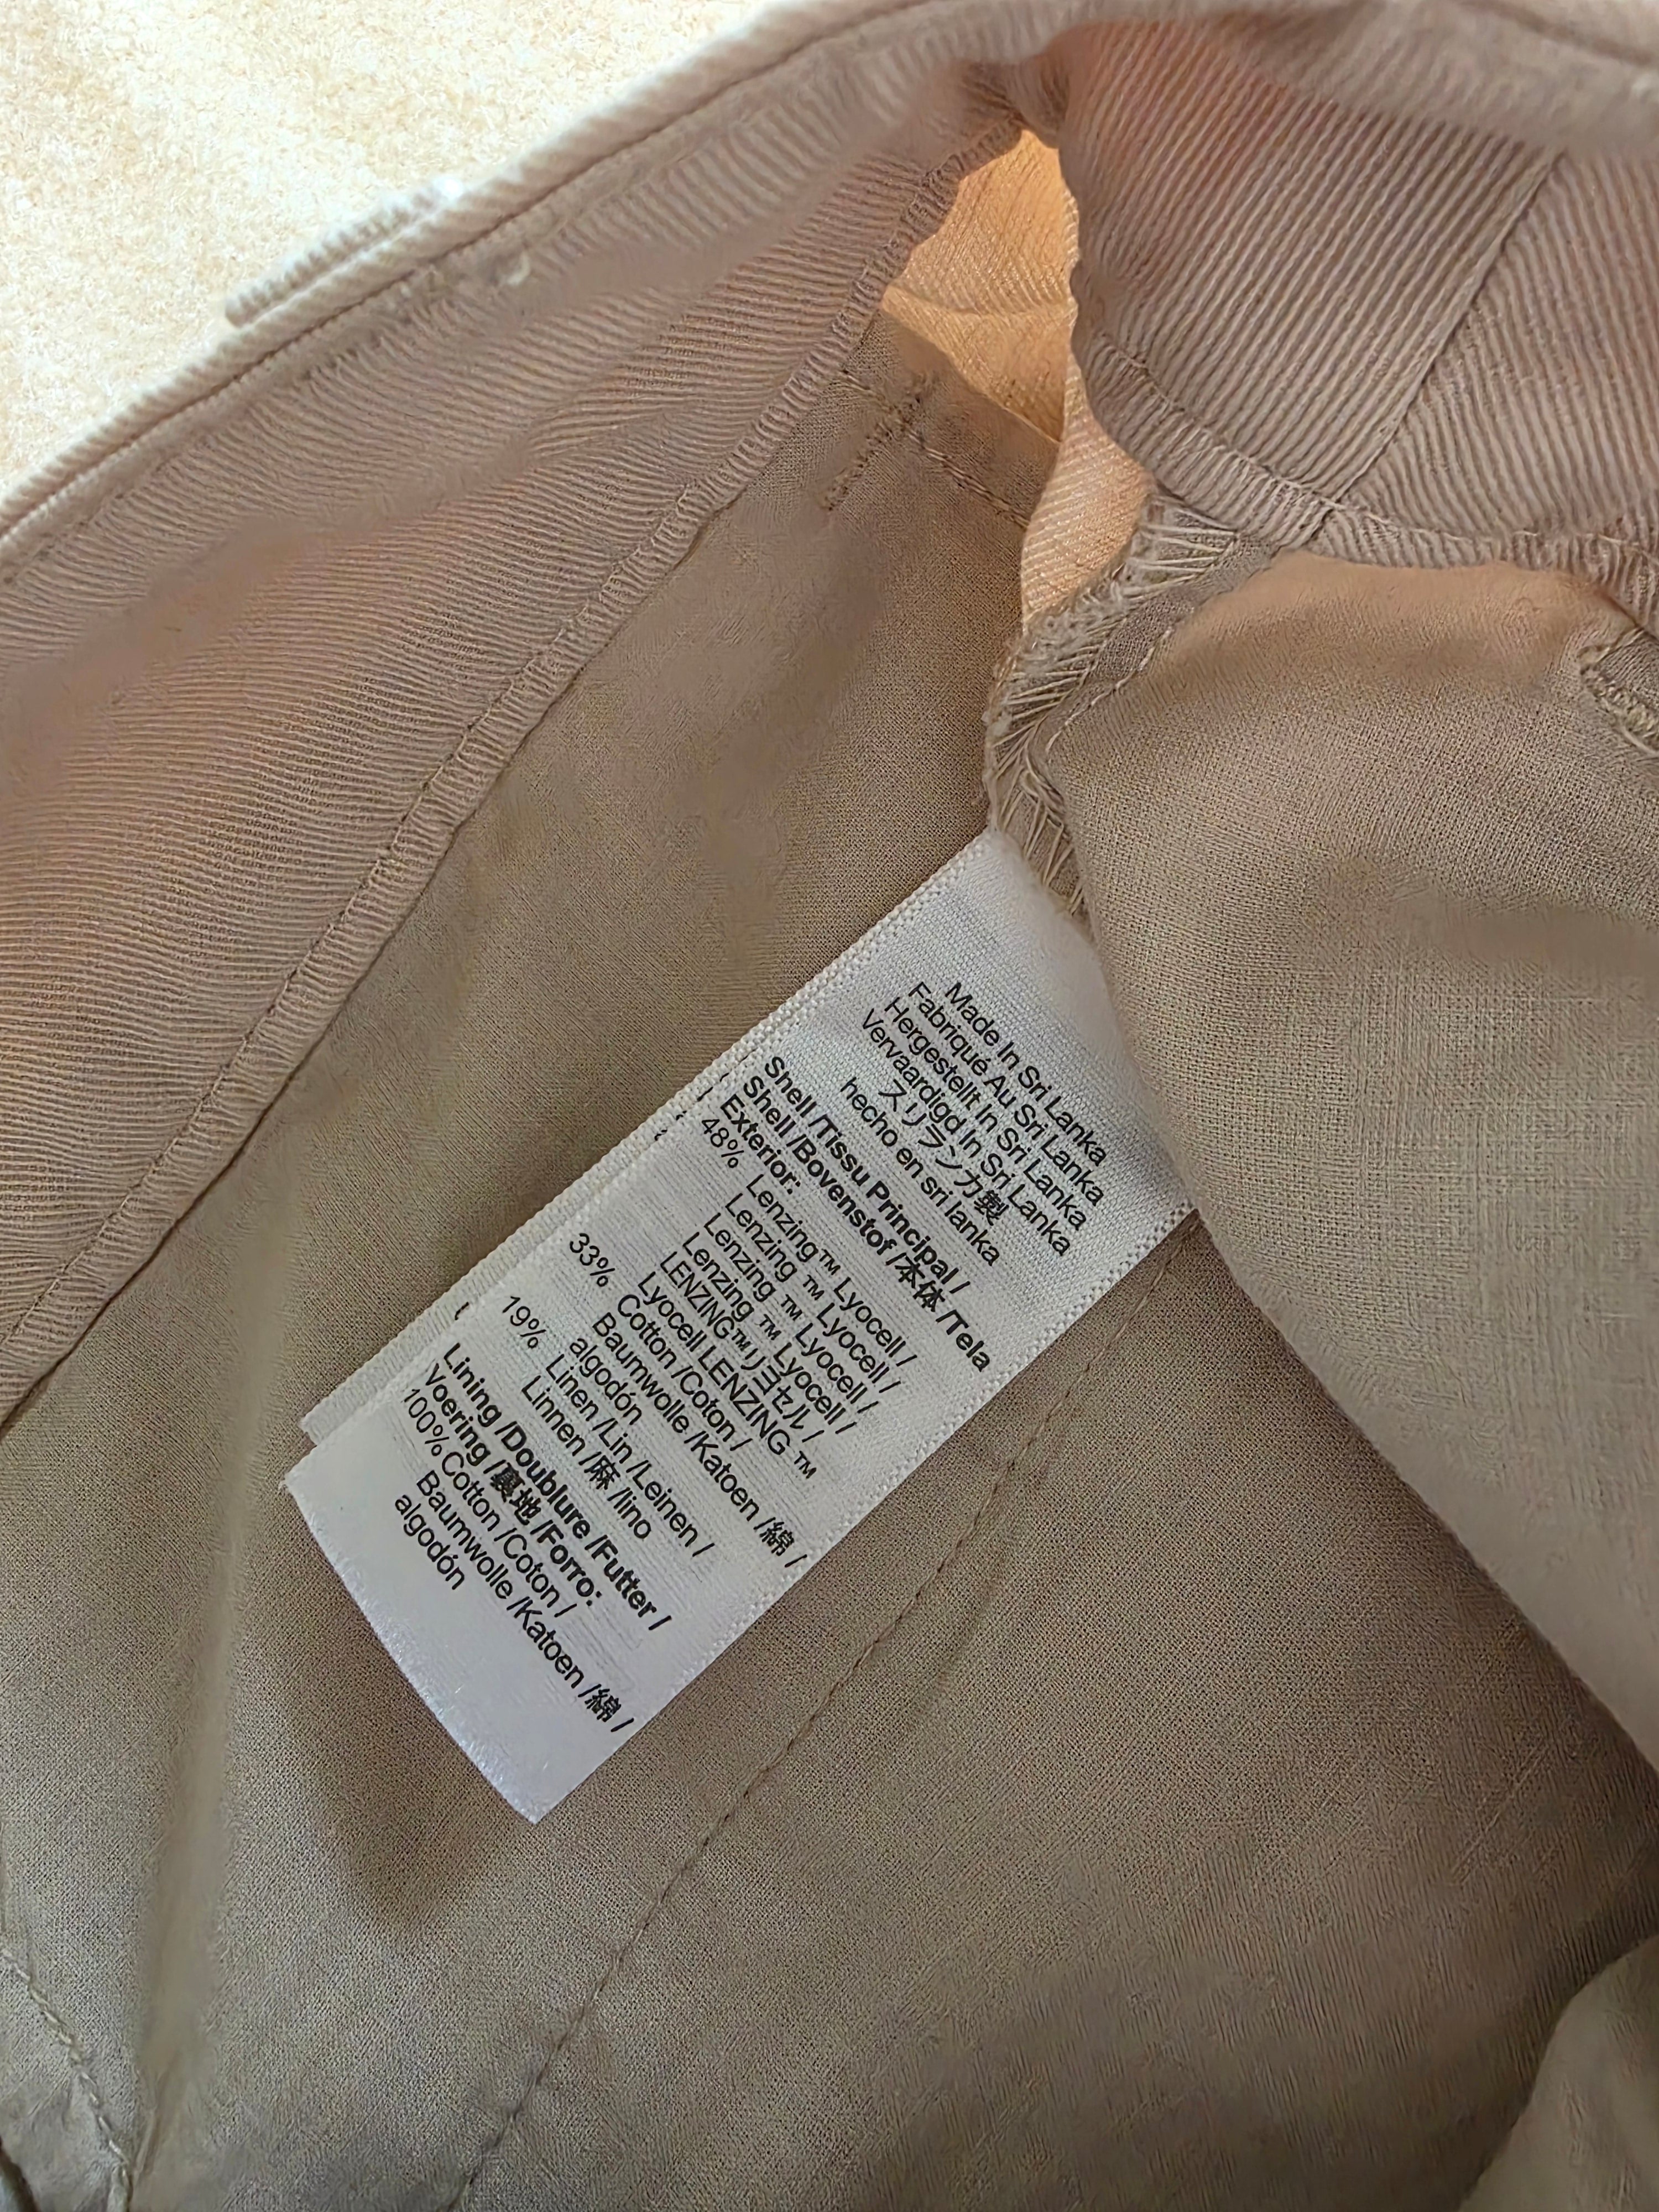 Made In Sri Lanka
Fabriqué Au Sri Lanka
Hergestellt In Sri Lanka
Vervaardigd In Sri Lanka
スリランカ製
hecho en sri lanka
Shell /Tissu Principal /
Shell /Bovenstof /本体 /Tela
Exterior:
48% Lenzing™ Lyocell /
Lenzing ™ Lyocell /
Lenzing ™ Lyocell /
Lenzing ™ Lyocell /
LENZING™リヨセル /
Lyocell LENZING ™
33% Cotton /Coton /
Baumwolle /Katoen /綿 /
algodón
19% Linen /Lin /Leinen /
Linnen /麻 /lino
Lining /Doublure /Futter /
Voering /裏地 /Forro:
100% Cotton /Coton /
Baumwolle /Katoen /綿 /
algodón